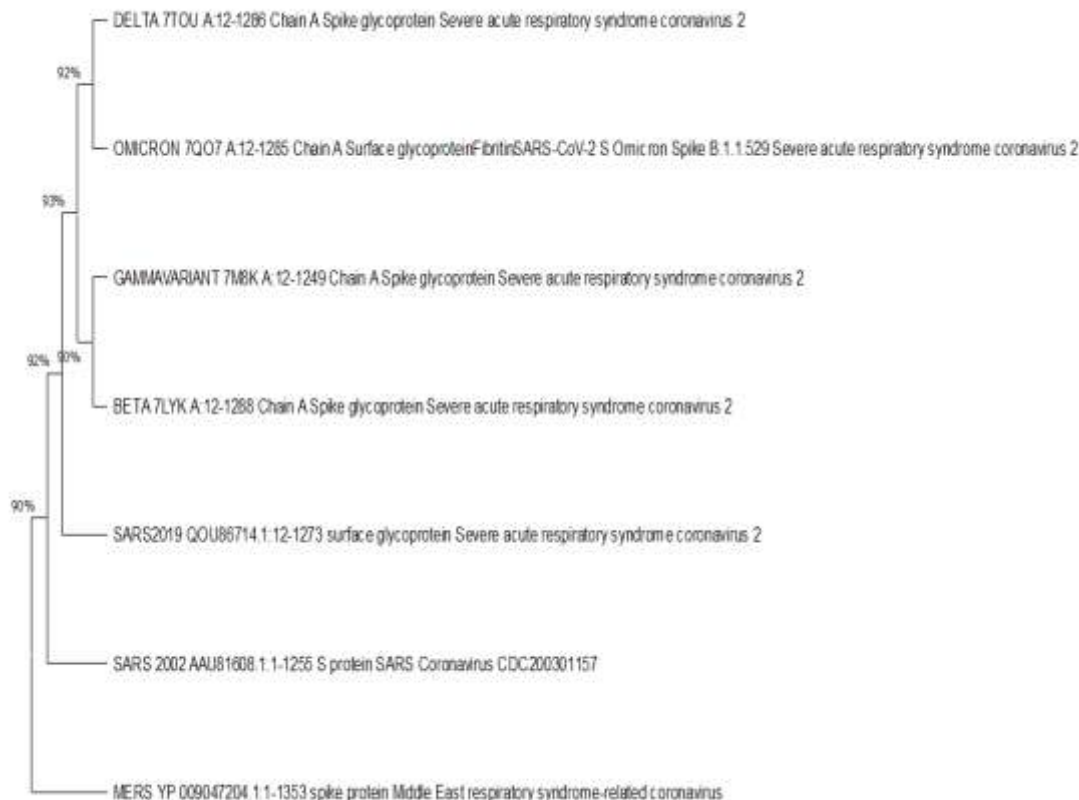 DELTA 7TOU A:12-1286 Chain A Spike glycoprotein Severe acute respiratory syndrome coronavirus 2
92%
OMICRON 7QO7 A:12-1285 Chain A Surface glycoproteinFibritinSARS-CoV-2 S Omicron Spike B.1.1.529 Severe acute respiratory syndrome coronavirus 2
93%
GAMMAVARIANT 7M8K A:12-1249 Chain A Spike glycoprotein Severe acute respiratory syndrome coronavirus 2
92% 90%
BETA 7LYK A:12-1288 Chain A Spike glycoprotein Severe acute respiratory syndrome coronavirus 2
90%
SARS2019 QOU86714.1:12-1273 surface glycoprotein Severe acute respiratory syndrome coronavirus 2
SARS 2002 AAU81608.1:1-1255 S protein SARS Coronavirus CDC200301157
MERS YP 009047204.1:1-1353 spike protein Middle East respiratory syndrome-related coronavirus